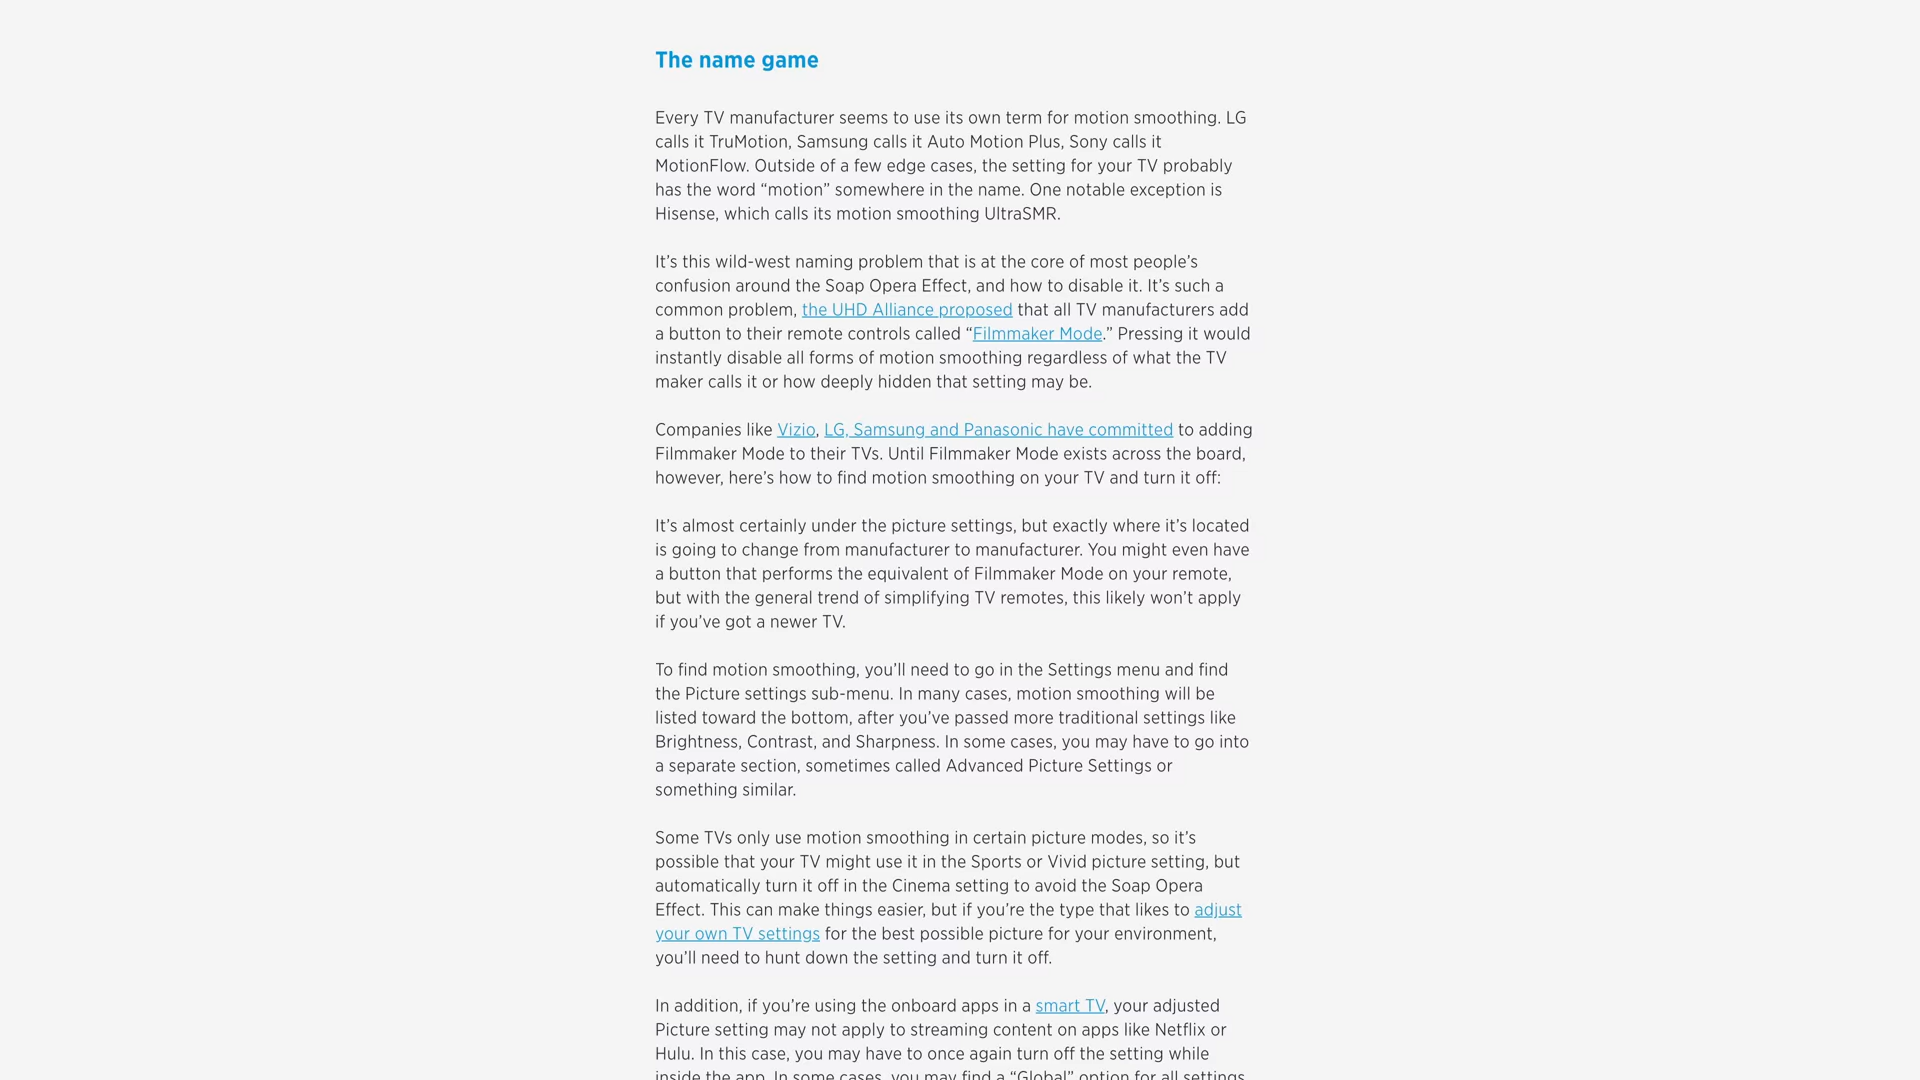 The name game
Every TV manufacturer seems to use its own term for motion smoothing. LG
calls it TruMotion, Samsung calls it Auto Motion Plus, Sony calls it
MotionFlow. Outside of a few edge cases, the setting for your TV probably
has the word “motion” somewhere in the name. One notable exception is
Hisense, which calls its motion smoothing UltraSMR.
It’s this wild-west naming problem that is at the core of most people’s
confusion around the Soap Opera Effect, and how to disable it. It’s such a
common problem, the UHD Alliance proposed that all TV manufacturers add
a button to their remote controls called “Filmmaker Mode.” Pressing it would
instantly disable all forms of motion smoothing regardless of what the TV
maker calls it or how deeply hidden that setting may be.
Companies like Vizio, LG, Samsung and Panasonic have committed to adding
Filmmaker Mode to their TVs. Until Filmmaker Mode exists across the board,
however, here’s how to find motion smoothing on your TV and turn it off:
It’s almost certainly under the picture settings, but exactly where it’s located
is going to change from manufacturer to manufacturer. You might even have
a button that performs the equivalent of Filmmaker Mode on your remote,
but with the general trend of simplifying TV remotes, this likely won’t apply
if you’ve got a newer TV.
To find motion smoothing, you’ll need to go in the Settings menu and find
the Picture settings sub-menu. In many cases, motion smoothing will be
listed toward the bottom, after you’ve passed more traditional settings like
Brightness, Contrast, and Sharpness. In some cases, you may have to go into
a separate section, sometimes called Advanced Picture Settings or
something similar.
Some TVs only use motion smoothing in certain picture modes, so it’s
possible that your TV might use it in the Sports or Vivid picture setting, but
automatically turn it off in the Cinema setting to avoid the Soap Opera
Effect. This can make things easier, but if you’re the type that likes to adjust
your own TV settings for the best possible picture for your environment,
you’ll need to hunt down the setting and turn it off.
In addition, if you’re using the onboard apps in a smart TV, your adjusted
Picture setting may not apply to streaming content on apps like Netflix or
Hulu. In this case, you may have to once again turn off the setting while
inside the app. In some cases, you may find a “Global” option for all settings